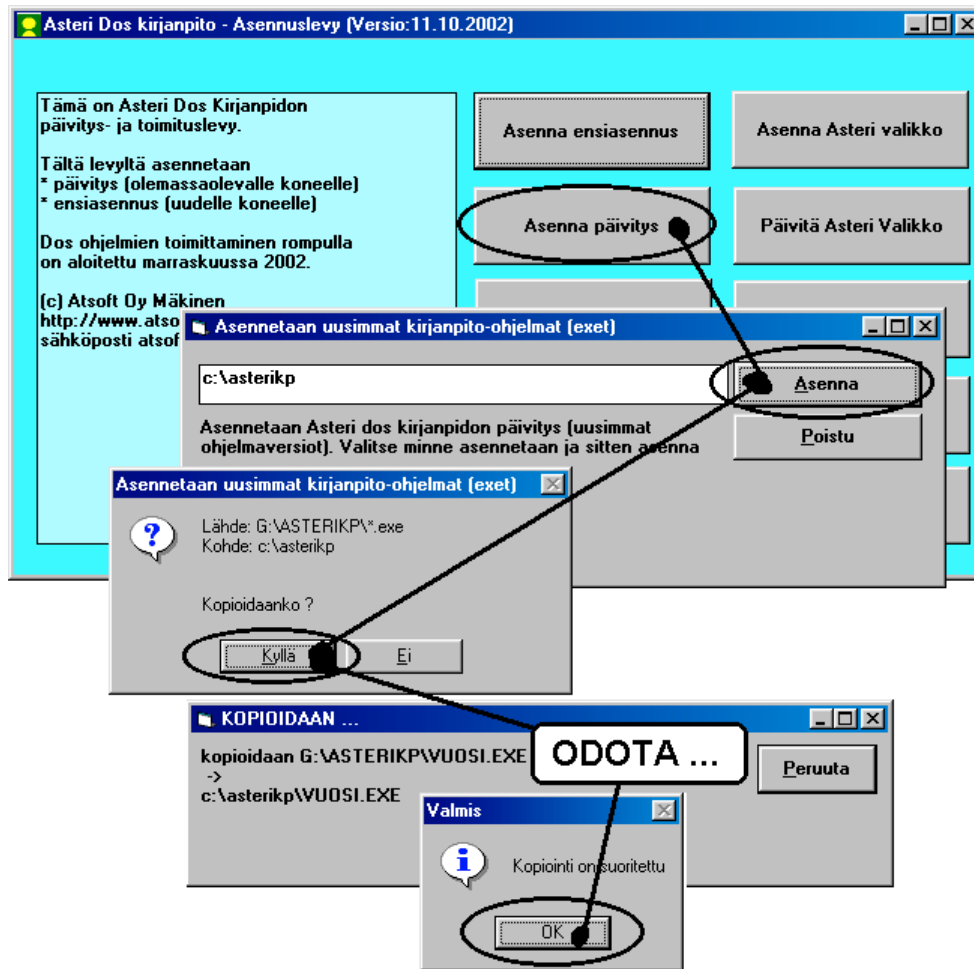 Asteri Dos kirjanpito - Asennuslevy (Versio:11.10.2002)
Tämä on Asteri Dos Kirjanpidon
päivitys- ja toimituslevy.
Tältä levyltä asennetaan
* päivitys (olemassaolevalle koneelle)
* ensiasennus (uudelle koneelle)
Dos ohjelmien toimittaminen rompulla
on aloitettu marraskuussa 2002.
(c) Atsoft Oy Mäkinen
http://www.atso
sähköposti atsof
Asenna ensiasennus
Asenna Asteri valikko
Asenna päivitys
Päivitä Asteri Valikko
Asennetaan uusimmat kirjanpito-ohjelmat (exet)
c:\asterikp
Asenna
Asennetaan Asteri dos kirjanpidon päivitys (uusimmat
ohjelmaversiot). Valitse minne asennetaan ja sitten asenna
Poistu
Asennetaan uusimmat kirjanpito-ohjelmat (exet)
Lähde: G:\ASTERIKP\*.exe
Kohde: c:\asterikp
Kopioidaanko ?
Kyllä
Ei
KOPIOIDAAN ...
kopioidaan G:\ASTERIKP\VUOSI.EXE
->
c:\asterikp\VUOSI.EXE
ODOTA ...
Peruuta
Valmis
Kopiointi on suoritettu
OK